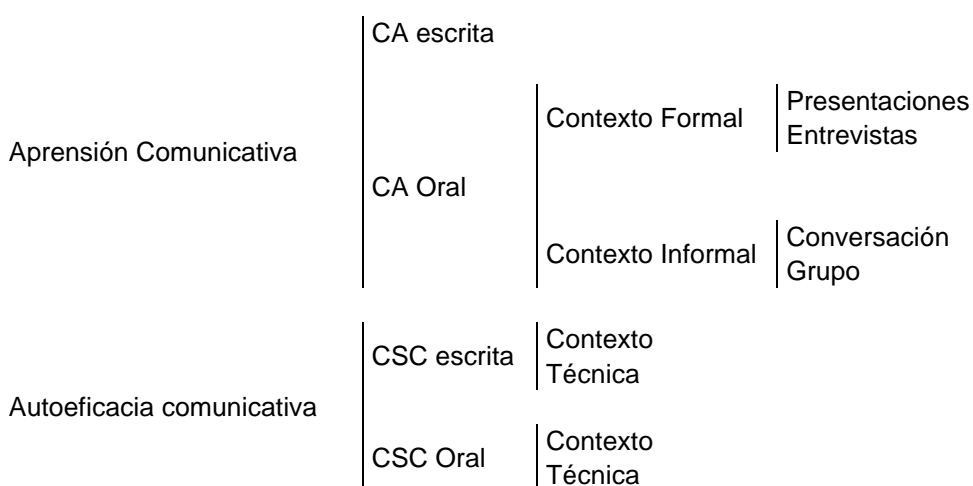 CA escrita
Aprensión Comunicativa
CA Oral
Contexto Formal
Presentaciones
Entrevistas
Contexto Informal
Conversación
Grupo
Autoeficacia comunicativa
CSC escrita
Contexto
Técnica
CSC Oral
Contexto
Técnica